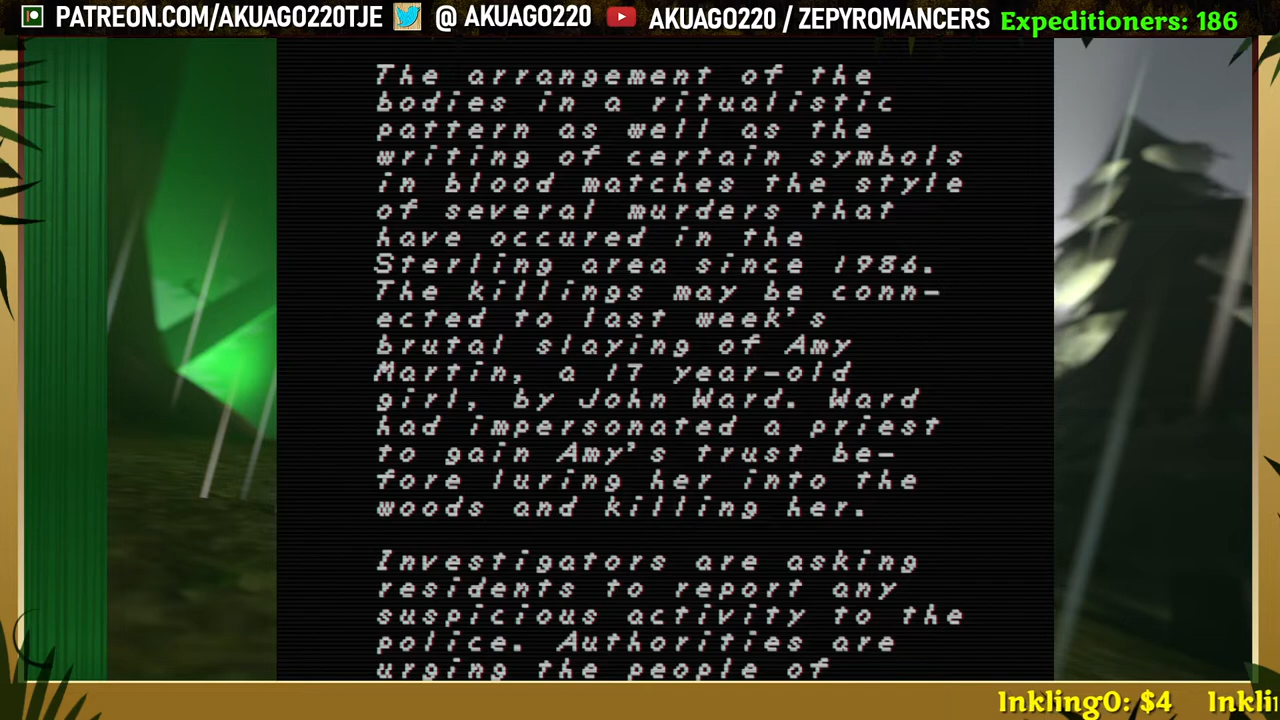 PATREON.COM/AKUAGO220TJE @ AKUAGO220 AKUAGO220 / ZEPYROMANCERS Expeditioners: 186
The arrangement of the
bodies in a ritualistic
pattern as well as the
writing of certain symbols
in blood matches the style
of several murders that
have occured in the
Sterling area since 1986.
The killings may be conn-
ected to last week's
brutal slaying of Amy
Martin, a 17 year-old
girl, by John Ward. Ward
had impersonated a priest
to gain Amy's trust be-
fore luring her into the
woods and killing her.
Investigators are asking
residents to report any
suspicious activity to the
police. Authorities are
urging the people of
Inkling0: $4 Inkli